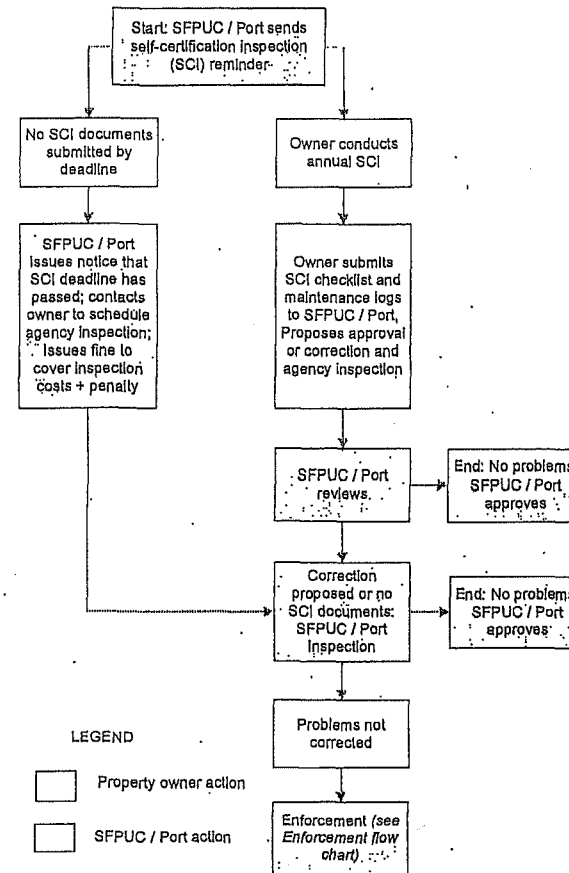 Start: SFPUC / Port sends
self-certification inspection
(SCI) reminder
No SCI documents
submitted by
deadline
Owner conducts
annual SCI
SFPUC / Port
issues notice that
SCI deadline has
passed; contacts
owner to schedule
agency inspection;
Issues fine to
cover inspection
costs + penalty
Owner submits
SCI checklist and
maintenance logs
to SFPUC / Port,
Proposes approval
or correction and
agency inspection
SFPUC / Port
reviews
End: No problems
SFPUC / Port
approves
Correction
proposed or no
SCI documents:
SFPUC / Port
Inspection
End: No problems
SFPUC / Port
approves
Problems not
corrected
Enforcement (see
Enforcement flow
chart)
LEGEND
Property owner action
SFPUC / Port action